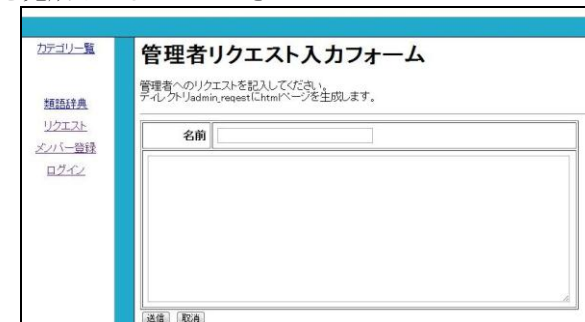 カテゴリ一覧
類語辞典
リクエスト
メンバー登録
ログイン
管理者リクエスト入力フォーム
管理者へのリクエストを記入してください。
ディレクトリadmin_reqestにhtmlページを生成します。
名前
送信 取消